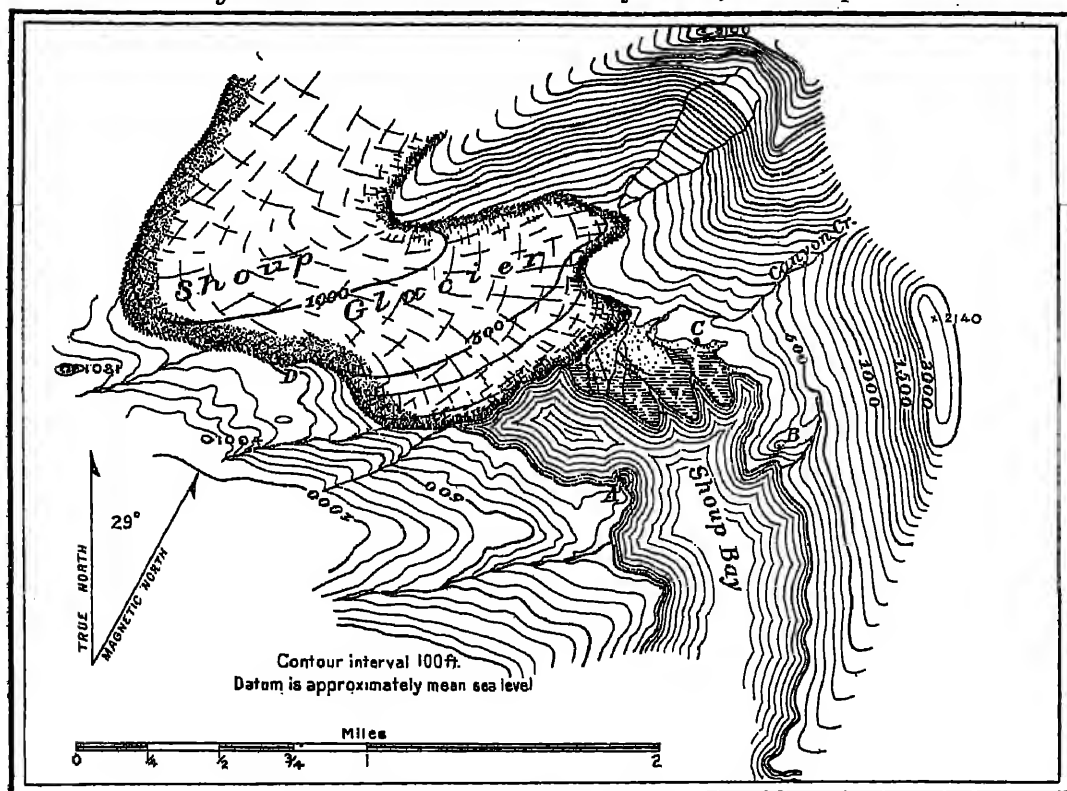 Shoup
Glacier
1000
500
Canyon Cr.
2140
C
500
1000
1500
2000
D
B
1000
A
500
1000
Shoup Bay
29°
TRUE NORTH
MAGNETIC NORTH
Contour interval 100ft.
Datum is approximately mean sea level
Miles
0 ¼ ½ ¾ 1 2